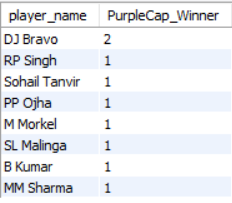 player_name PurpleCap_Winner
DJ Bravo 2
RP Singh 1
Sohail Tanvir 1
PP Ojha 1
M Morkel 1
SL Malinga 1
B Kumar 1
MM Sharma 1